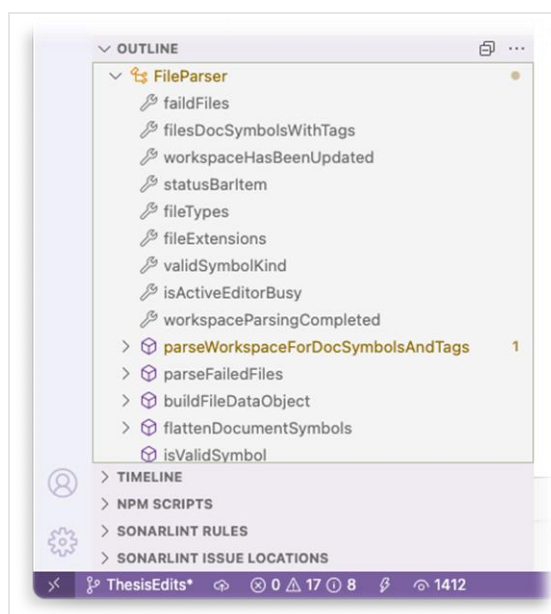 OUTLINE
FileParser
faildFiles
filesDocSymbolsWithTags
workspaceHasBeenUpdated
statusBarItem
fileTypes
fileExtensions
validSymbolKind
isActiveEditorBusy
workspaceParsingCompleted
parseWorkspaceForDocSymbolsAndTags 1
parseFailedFiles
buildFileDataObject
flattenDocumentSymbols
isValidSymbol
TIMELINE
NPM SCRIPTS
SONARLINT RULES
SONARLINT ISSUE LOCATIONS
ThesisEdits* 0 17 8 1412